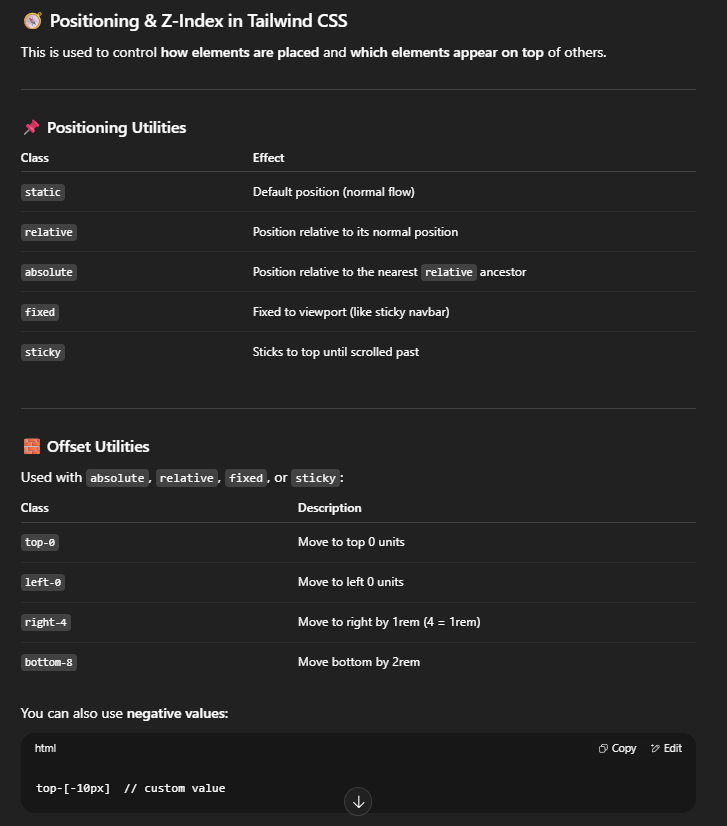 🧭 Positioning & Z-Index in Tailwind CSS
This is used to control how elements are placed and which elements appear on top of others.
📌 Positioning Utilities
Class Effect
static Default position (normal flow)
relative Position relative to its normal position
absolute Position relative to the nearest relative ancestor
fixed Fixed to viewport (like sticky navbar)
sticky Sticks to top until scrolled past
🧱 Offset Utilities
Used with absolute, relative, fixed, or sticky:
Class Description
top-0 Move to top 0 units
left-0 Move to left 0 units
right-4 Move to right by 1rem (4 = 1rem)
bottom-8 Move bottom by 2rem
You can also use negative values:
html Copy Edit
top-[-10px]  // custom value